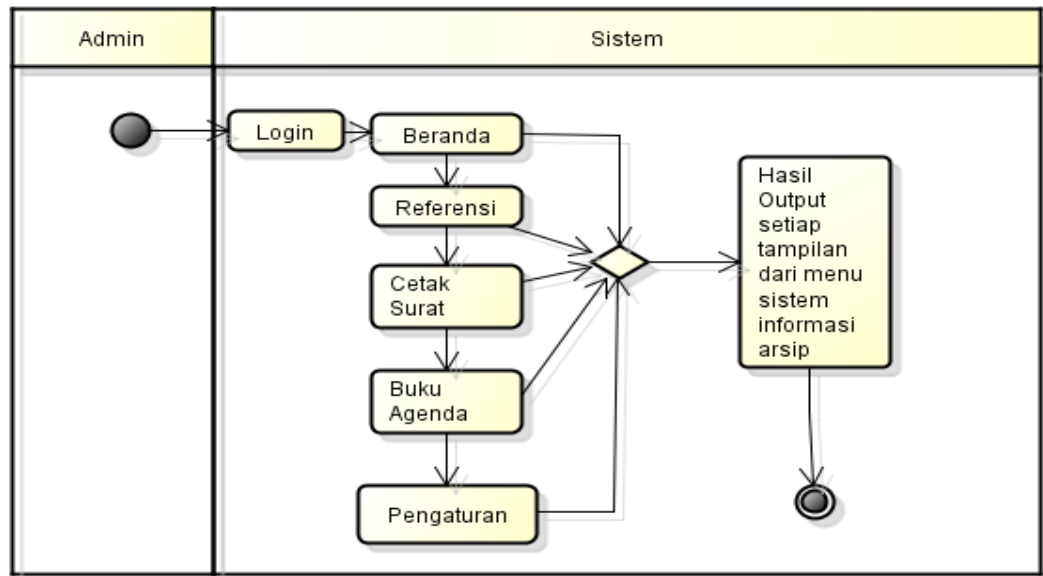 Admin
Sistem
Login
Beranda
Referensi
Cetak
Surat
Buku
Agenda
Pengaturan
Hasil
Output
setiap
tampilan
dari menu
sistem
informasi
arsip